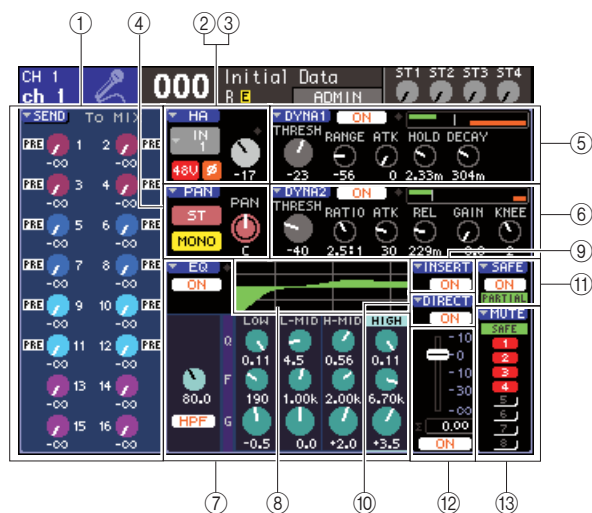 ① ④ ② ③
CH 1
ch 1
000
Initial Data
R E ADMIN
ST1 ST2 ST3 ST4
SEND To MIX
PRE 1 2 PRE
-∞ -∞
PRE 3 4 PRE
-∞ -∞
PRE 5 6 PRE
-∞ -∞
PRE 7 8 PRE
-∞ -∞
PRE 9 10 PRE
-∞ -∞
PRE 11 12 PRE
-∞ -∞
13 14
-∞ -∞
15 16
-∞ -∞
HA
IN
1
48V Ø
-17
PAN
ST PAN
MONO C
DYNA1 ON
THRESH RANGE ATK HOLD DECAY
-23 -56 0 2.33m 304m
DYNA2 ON
THRESH RATIO ATK REL GAIN KNEE
-40 2.5:1 30 229m 0.0 2
EQ
ON
LOW L-MID H-MID HIGH
Q
0.11 4.5 0.56 0.11
80.0
F
190 1.00k 2.00k 6.70k
HPF
G
-0.5 0.0 +2.0 +3.5
INSERT
ON
DIRECT
ON
10
0
-10
-30
-∞
0.00
ON
SAFE
ON
PARTIAL
MUTE
SAFE
1
2
3
4
5
6
7
8
⑤
⑥
⑨
⑪
⑦ ⑧ ⑩ ⑫ ⑬